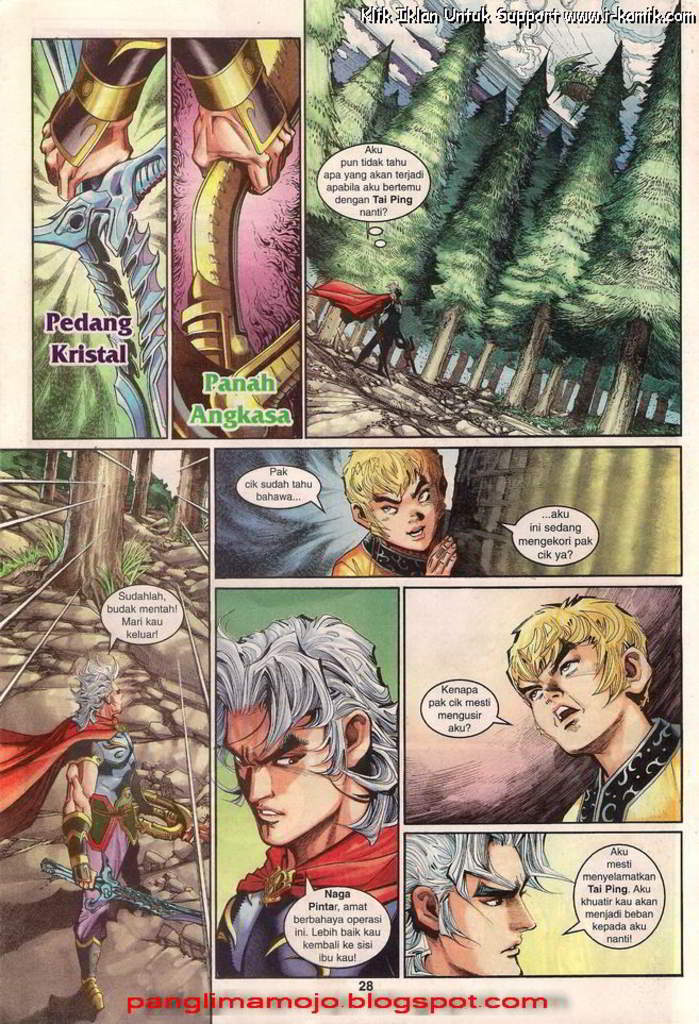 Klik Iklan Untuk Support www.i-komik.com
Pedang
Kristal
Panah
Angkasa
Aku
pun tidak tahu
apa yang akan terjadi
apabila aku bertemu
dengan Tai Ping
nanti?
Sudahlah,
budak mentah!
Mari kau
keluar!
Pak
cik sudah tahu
bahawa...
...aku
ini sedang
mengekori pak
cik ya?
Naga
Pintar, amat
berbahaya operasi
ini. Lebih baik kau
kembali ke sisi
ibu kau!
Kenapa
pak cik mesti
mengusir
aku?
Aku
mesti
menyelamatkan
Tai Ping. Aku
khuatir kau akan
menjadi beban
kepada aku
nanti!
28
panglimamojo.blogspot.com